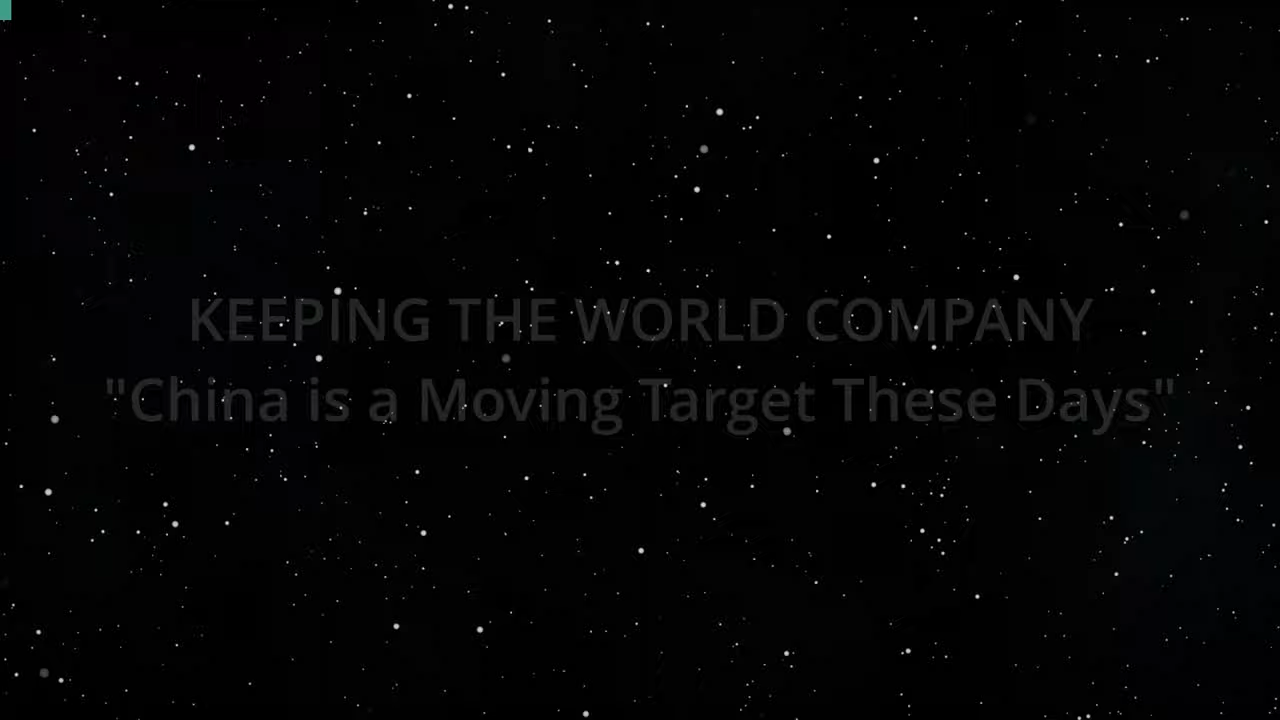 KEEPING THE WORLD COMPANY
"China is a Moving Target These Days"